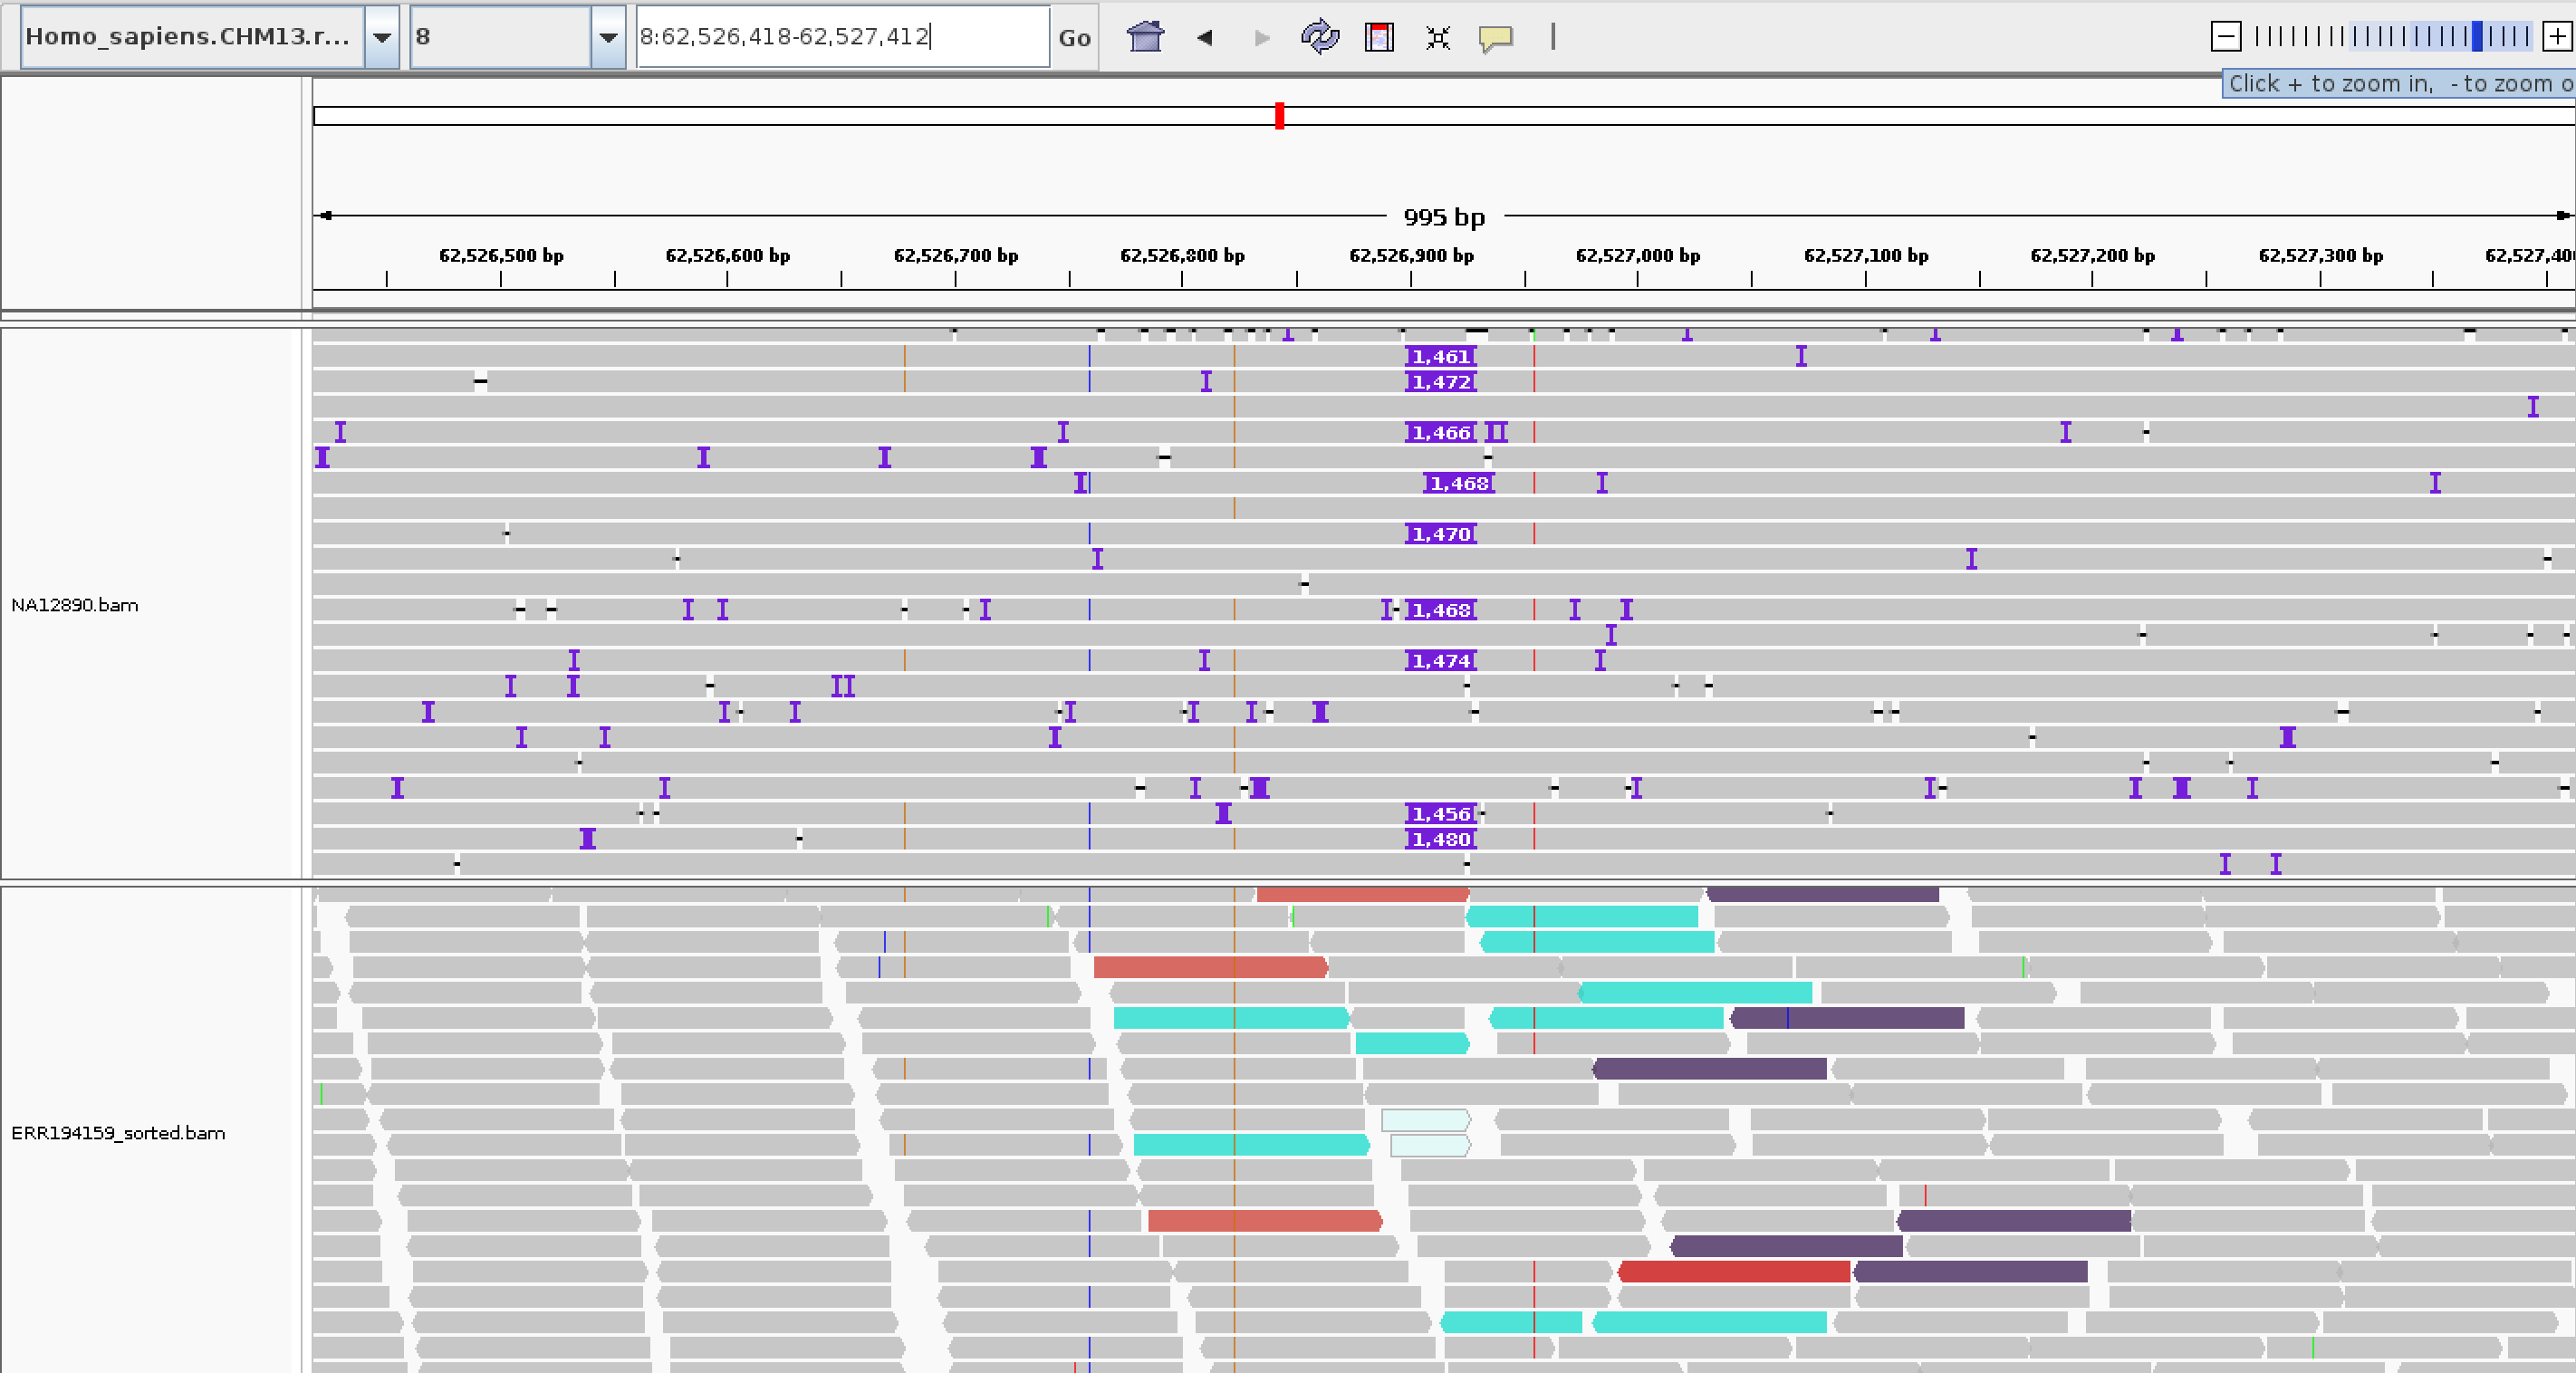 Homo_sapiens.CHM13.r... 8 8:62,526,418-62,527,412 Go
Click + to zoom in, - to zoom o
995 bp
62,526,500 bp 62,526,600 bp 62,526,700 bp 62,526,800 bp 62,526,900 bp 62,527,000 bp 62,527,100 bp 62,527,200 bp 62,527,300 bp 62,527,40
1,461
1,472
1,466
1,468
1,470
NA12890.bam
1,468
1,474
1,456
1,480
ERR194159_sorted.bam